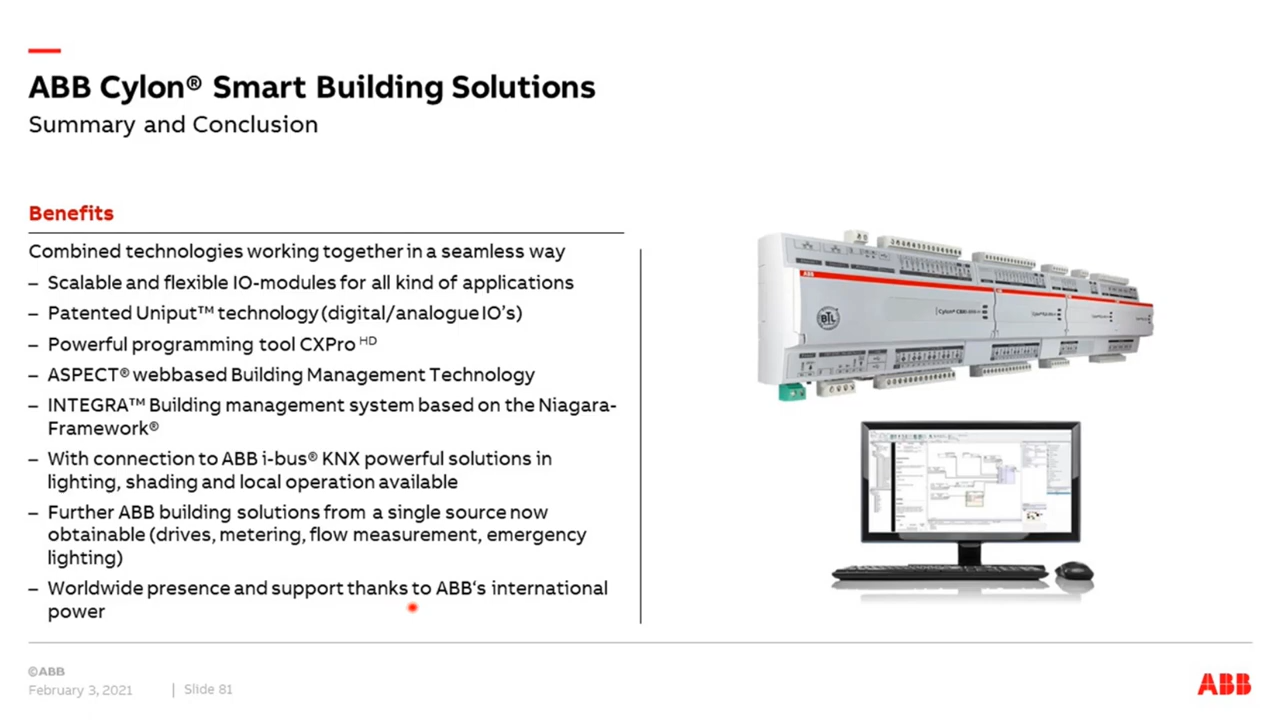 ABB Cylon® Smart Building Solutions
Summary and Conclusion
Benefits
Combined technologies working together in a seamless way
– Scalable and flexible IO-modules for all kind of applications
– Patented Uniput™ technology (digital/analogue IO's)
– Powerful programming tool CXPro HD
– ASPECT® webbased Building Management Technology
– INTEGRA™ Building management system based on the Niagara-
Framework®
– With connection to ABB i-bus® KNX powerful solutions in
lighting, shading and local operation available
– Further ABB building solutions from a single source now
obtainable (drives, metering, flow measurement, emergency
lighting)
– Worldwide presence and support thanks to ABB‘s international
power
ABB
BTL
©ABB
February 3, 2021 | Slide 81
ABB